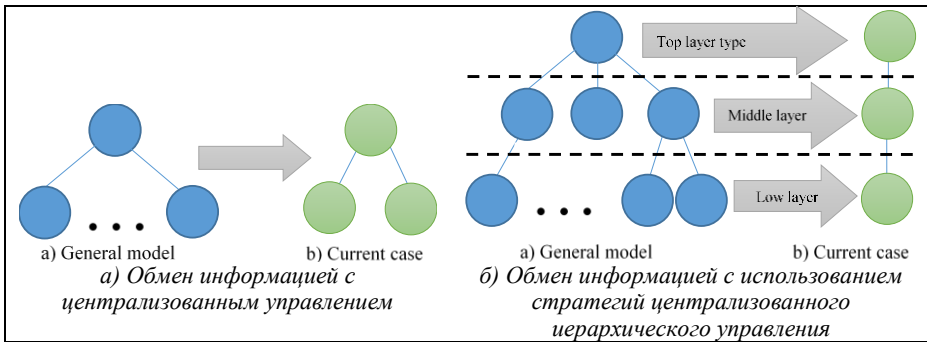 a) General model
b) Current case
а) Обмен информацией с
централизованным управлением
Top layer type
Middle layer
Low layer
a) General model
b) Current case
б) Обмен информацией с использованием
стратегий централизованного
иерархического управления